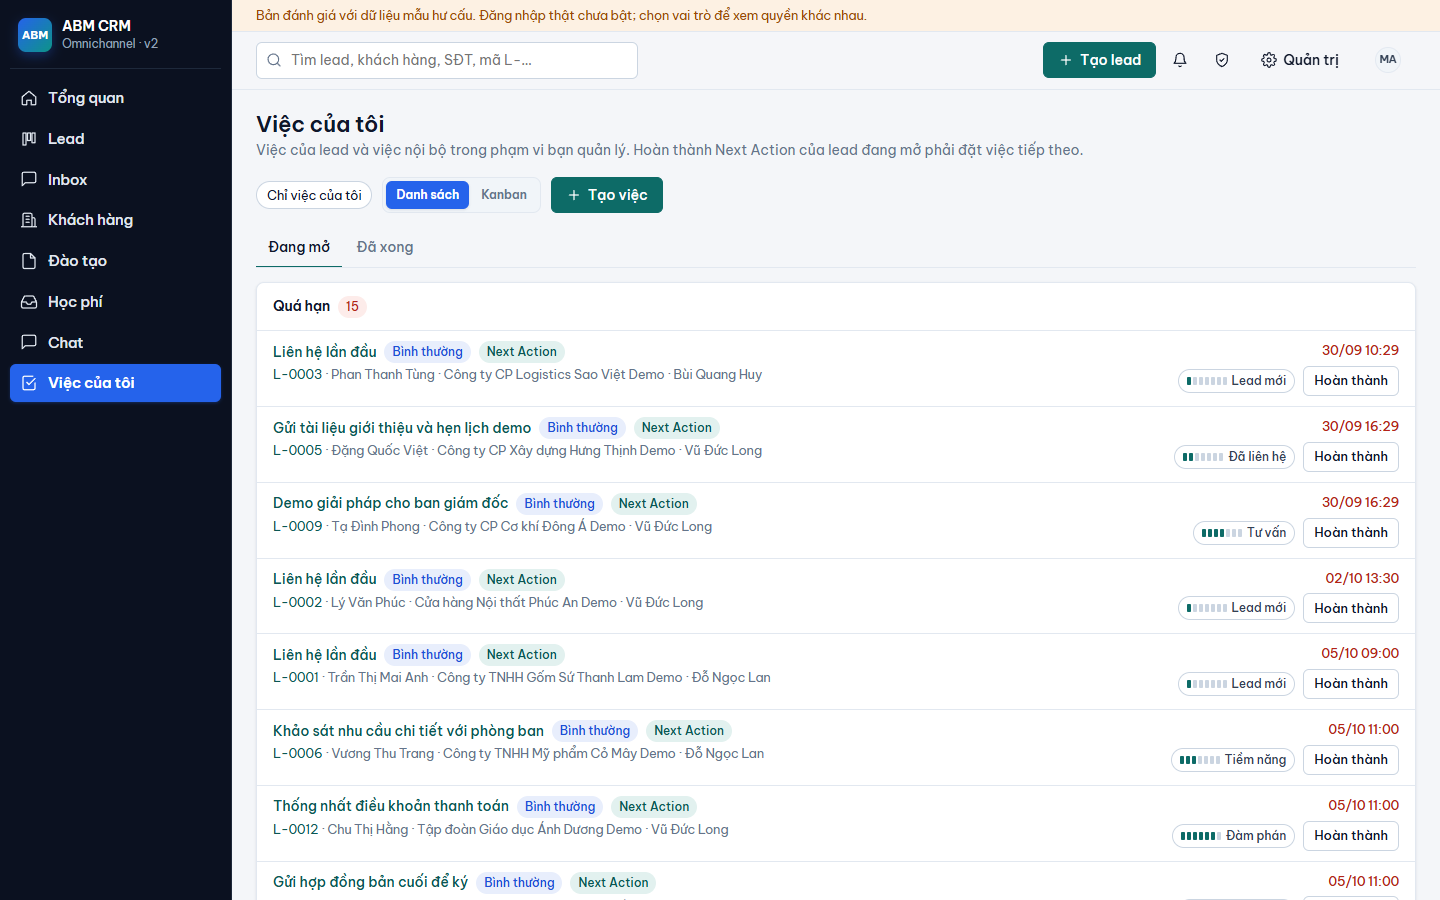 ABM
ABM CRM
Omnichannel · v2
Tổng quan
Lead
Inbox
Khách hàng
Đào tạo
Học phí
Chat
Việc của tôi
Bản đánh giá với dữ liệu mẫu hư cấu. Đăng nhập thật chưa bật; chọn vai trò để xem quyền khác nhau.
Tìm lead, khách hàng, SĐT, mã L-...
Tạo lead
Quản trị
MA
Việc của tôi
Việc của lead và việc nội bộ trong phạm vi bạn quản lý. Hoàn thành Next Action của lead đang mở phải đặt việc tiếp theo.
Chỉ việc của tôi
Danh sách
Kanban
Tạo việc
Đang mở
Đã xong
Quá hạn 15
Liên hệ lần đầu Bình thường Next Action 30/09 10:29
L-0003 · Phan Thanh Tùng · Công ty CP Logistics Sao Việt Demo · Bùi Quang Huy Lead mới Hoàn thành
Gửi tài liệu giới thiệu và hẹn lịch demo Bình thường Next Action 30/09 16:29
L-0005 · Đặng Quốc Việt · Công ty CP Xây dựng Hưng Thịnh Demo · Vũ Đức Long Đã liên hệ Hoàn thành
Demo giải pháp cho ban giám đốc Bình thường Next Action 30/09 16:29
L-0009 · Tạ Đình Phong · Công ty CP Cơ khí Đông Á Demo · Vũ Đức Long Tư vấn Hoàn thành
Liên hệ lần đầu Bình thường Next Action 02/10 13:30
L-0002 · Lý Văn Phúc · Cửa hàng Nội thất Phúc An Demo · Vũ Đức Long Lead mới Hoàn thành
Liên hệ lần đầu Bình thường Next Action 05/10 09:00
L-0001 · Trần Thị Mai Anh · Công ty TNHH Gốm Sứ Thanh Lam Demo · Đỗ Ngọc Lan Lead mới Hoàn thành
Khảo sát nhu cầu chi tiết với phòng ban Bình thường Next Action 05/10 11:00
L-0006 · Vương Thu Trang · Công ty TNHH Mỹ phẩm Cỏ Mây Demo · Đỗ Ngọc Lan Tiềm năng Hoàn thành
Thống nhất điều khoản thanh toán Bình thường Next Action 05/10 11:00
L-0012 · Chu Thị Hằng · Tập đoàn Giáo dục Ánh Dương Demo · Vũ Đức Long Đàm phán Hoàn thành
Gửi hợp đồng bản cuối để ký Bình thường Next Action 05/10 11:00